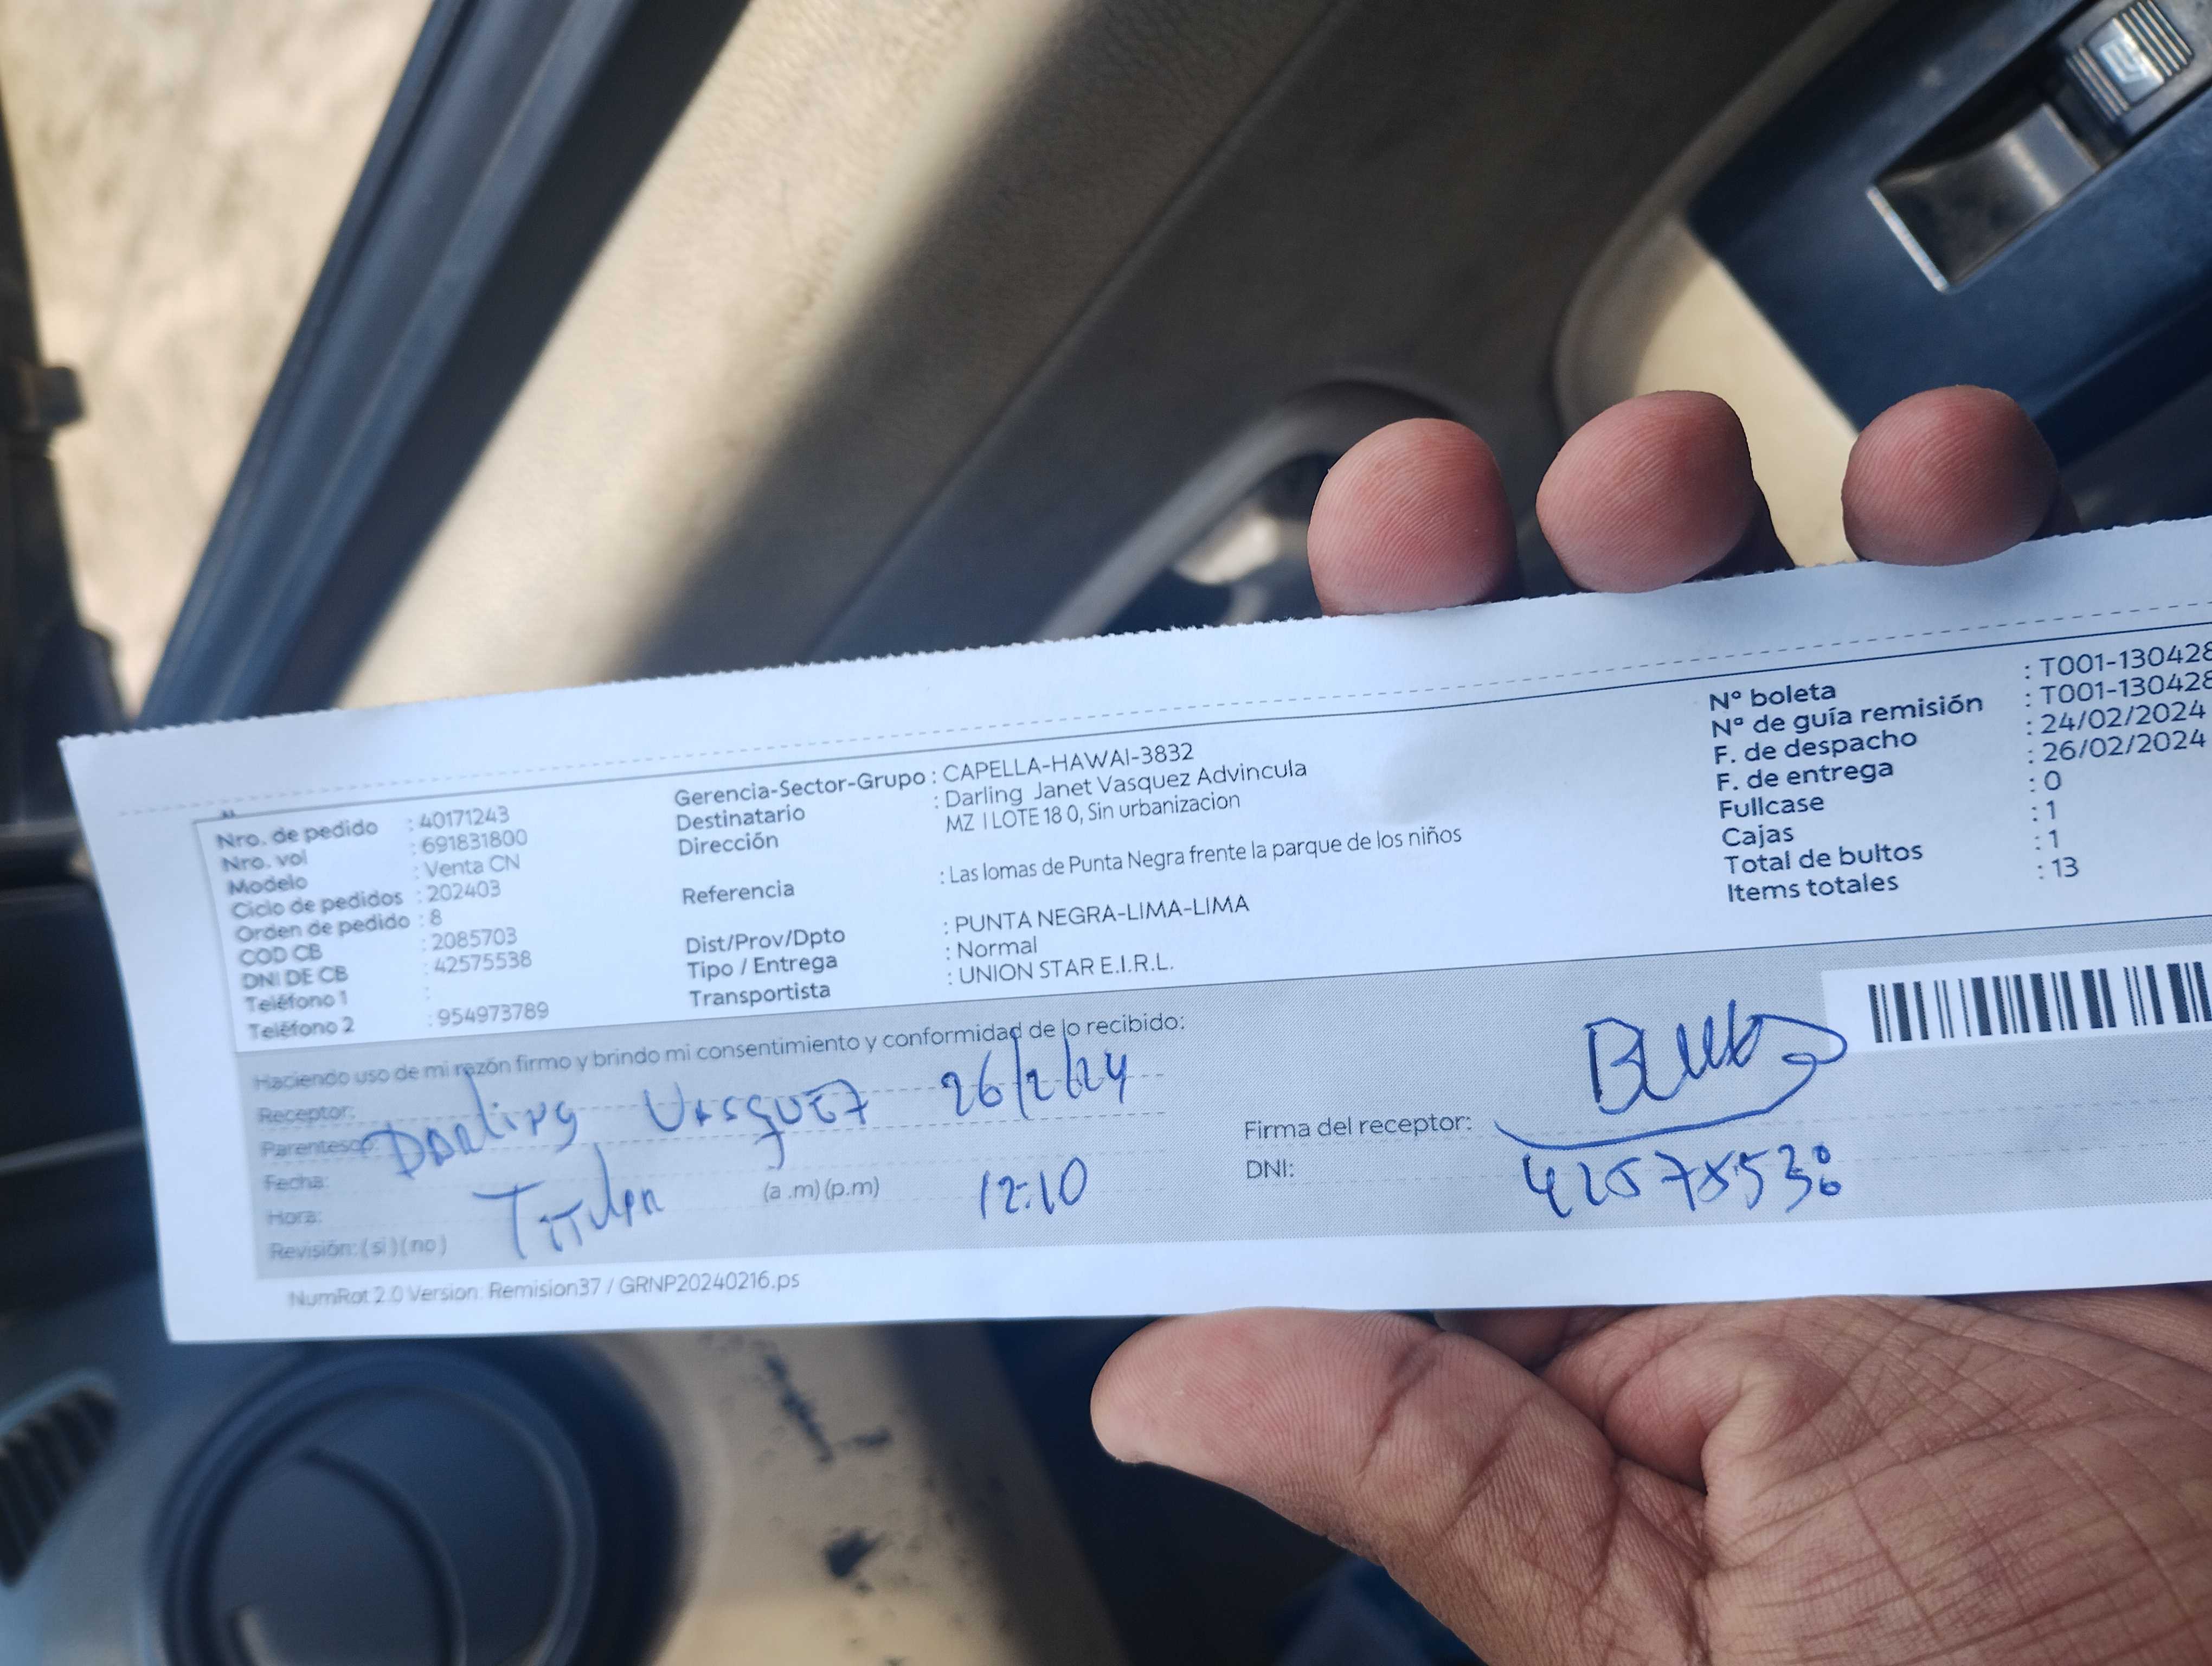 Nro. de pedido : 40171243
Nro. vol : 691831800
Modelo : Venta CN
Ciclo de pedidos : 202403
Orden de pedido : 8
COD CB : 2085703
DNI DE CB : 42575538
Teléfono 1 :
Teléfono 2 : 954973789
Gerencia-Sector-Grupo : CAPELLA-HAWAI-3832
Destinatario : Darling Janet Vasquez Advincula
Dirección MZ I LOTE 18 0, Sin urbanizacion
Referencia : Las lomas de Punta Negra frente la parque de los niños
Dist/Prov/Dpto : PUNTA NEGRA-LIMA-LIMA
Tipo / Entrega : Normal
Transportista : UNION STAR E.I.R.L.
N° boleta : T001-130428
N° de guía remisión : T001-130428
F. de despacho : 24/02/2024
F. de entrega : 26/02/2024
Fullcase : 0
Cajas : 1
Total de bultos : 1
Items totales : 13
Haciendo uso de mi razón firmo y brindo mi consentimiento y conformidad de lo recibido:
Receptor:
Parentesco:
Darling Vasquez 26/2/24
Fecha:
Hora: (a .m) (p.m) 12:10
Titular
Revisión: (si) (no)
Firma del receptor:
DNI: 42575538
NumRot 2.0 Version: Remision37 / GRNP20240216.ps